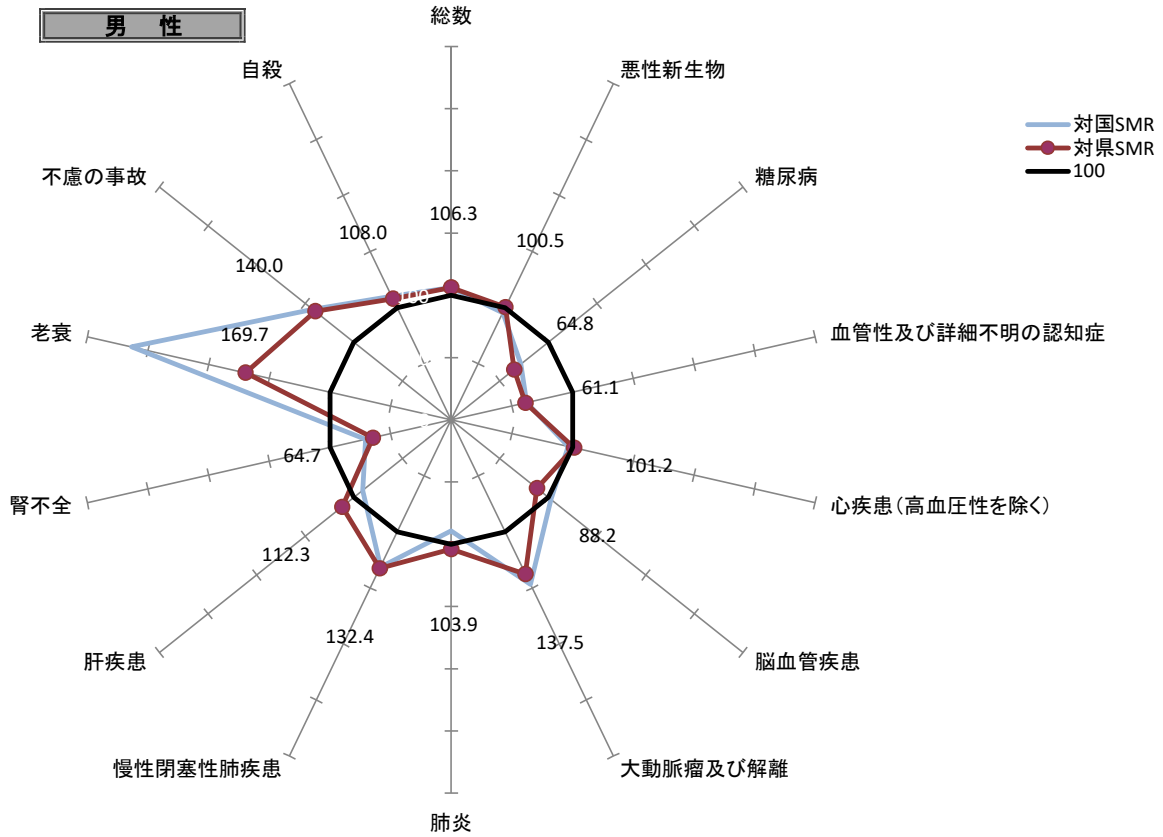 男 性
総数
自殺
悪性新生物
対国SMR
対県SMR
100
不慮の事故
糖尿病
106.3
108.0
100.5
140.0
100
老衰
169.7
64.8
血管性及び詳細不明の認知症
61.1
64.7
101.2
腎不全
心疾患(高血圧性を除く)
88.2
112.3
103.9
132.4
137.5
肝疾患
脳血管疾患
慢性閉塞性肺疾患
大動脈瘤及び解離
肺炎